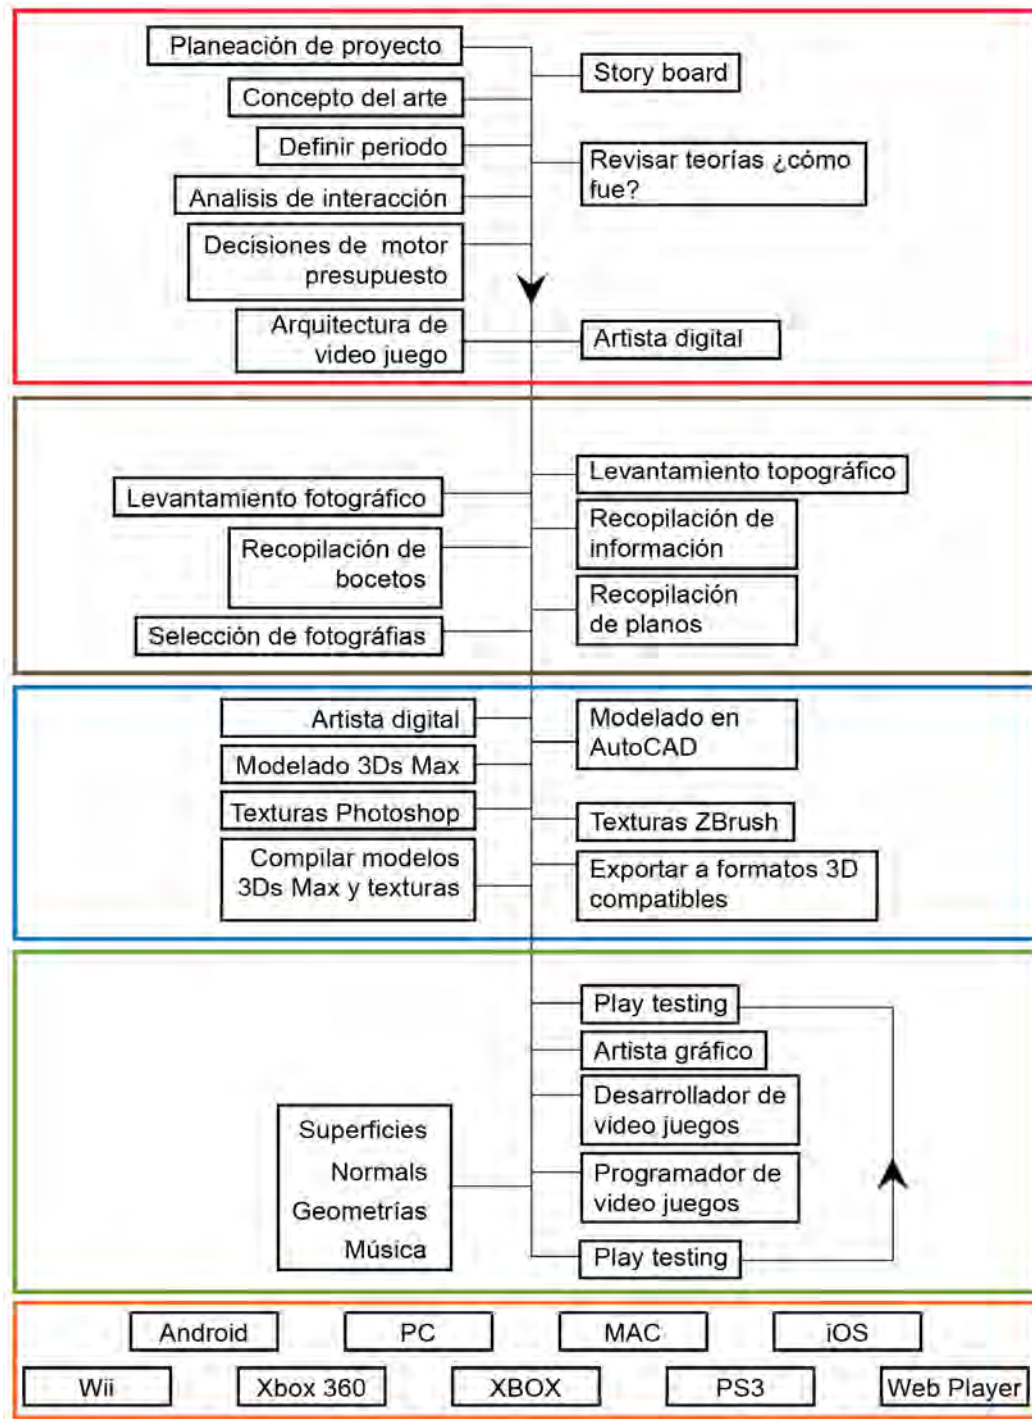 Planeación de proyecto
Story board
Concepto del arte
Definir periodo
Revisar teorías ¿cómo
fue?
Analisis de interacción
Decisiones de motor
presupuesto
Arquitectura de
video juego
Artista digital
Levantamiento topográfico
Levantamiento fotográfico
Recopilación de
información
Recopilación de
bocetos
Recopilación
de planos
Selección de fotográfias
Artista digital
Modelado en
AutoCAD
Modelado 3Ds Max
Texturas Photoshop
Texturas ZBrush
Compilar modelos
3Ds Max y texturas
Exportar a formatos 3D
compatibles
Play testing
Artista gráfico
Desarrollador de
video juegos
Superficies
Normals
Geometrías
Música
Programador de
video juegos
Play testing
Android
PC
MAC
iOS
Wii
Xbox 360
XBOX
PS3
Web Player